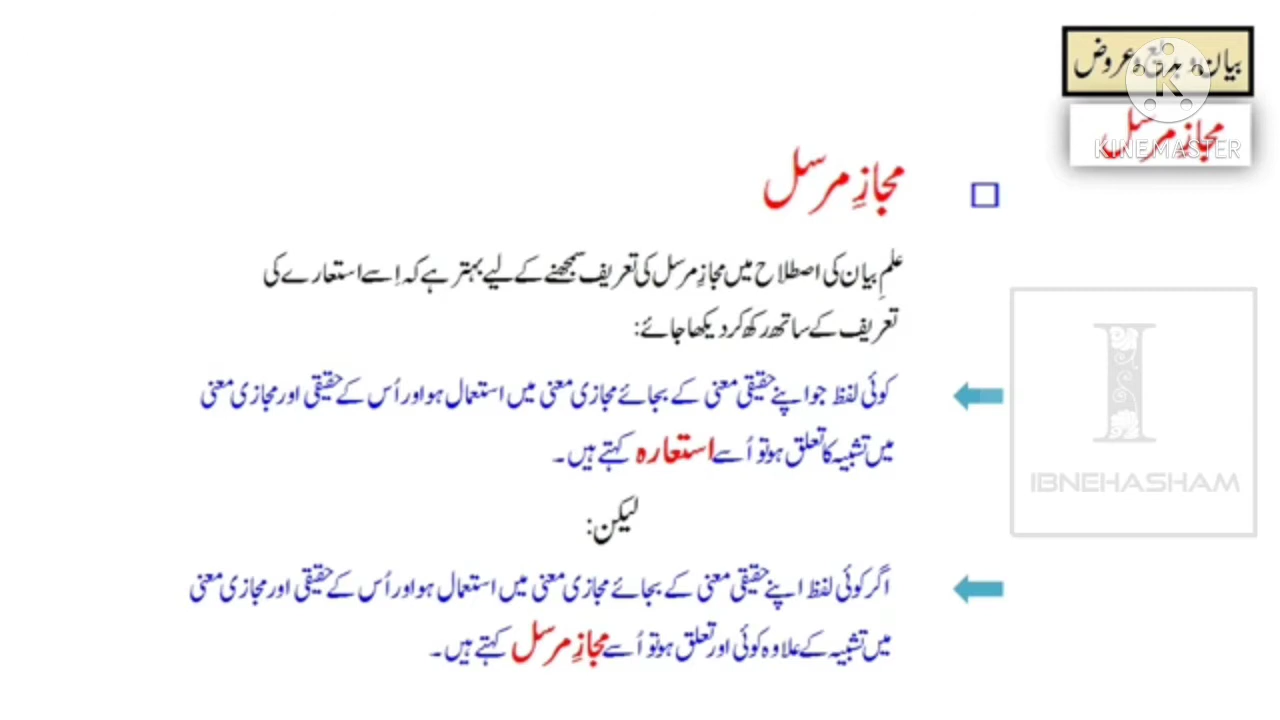 بیان و بدیع و عروض
مجازِ مرسل
KINEMASTER
مجازِ مرسل
علمِ بیان کی اصطلاح میں مجازِ مرسل کی تعریف سمجھنے کے لیے بہتر ہے کہ اِسے استعارے کی
تعریف کے ساتھ رکھ کر دیکھا جائے:
کوئی لفظ جو اپنے حقیقی معنی کے بجائے مجازی معنی میں استعمال ہو اور اُس کے حقیقی اور مجازی معنی
میں تشبیہ کا تعلق ہو تو اُسے استعارہ کہتے ہیں۔
لیکن:
اگر کوئی لفظ اپنے حقیقی معنی کے بجائے مجازی معنی میں استعمال ہو اور اُس کے حقیقی اور مجازی معنی
میں تشبیہ کے علاوہ کوئی اور تعلق ہو تو اُسے مجازِ مرسل کہتے ہیں۔
I
IBNEHASHAM